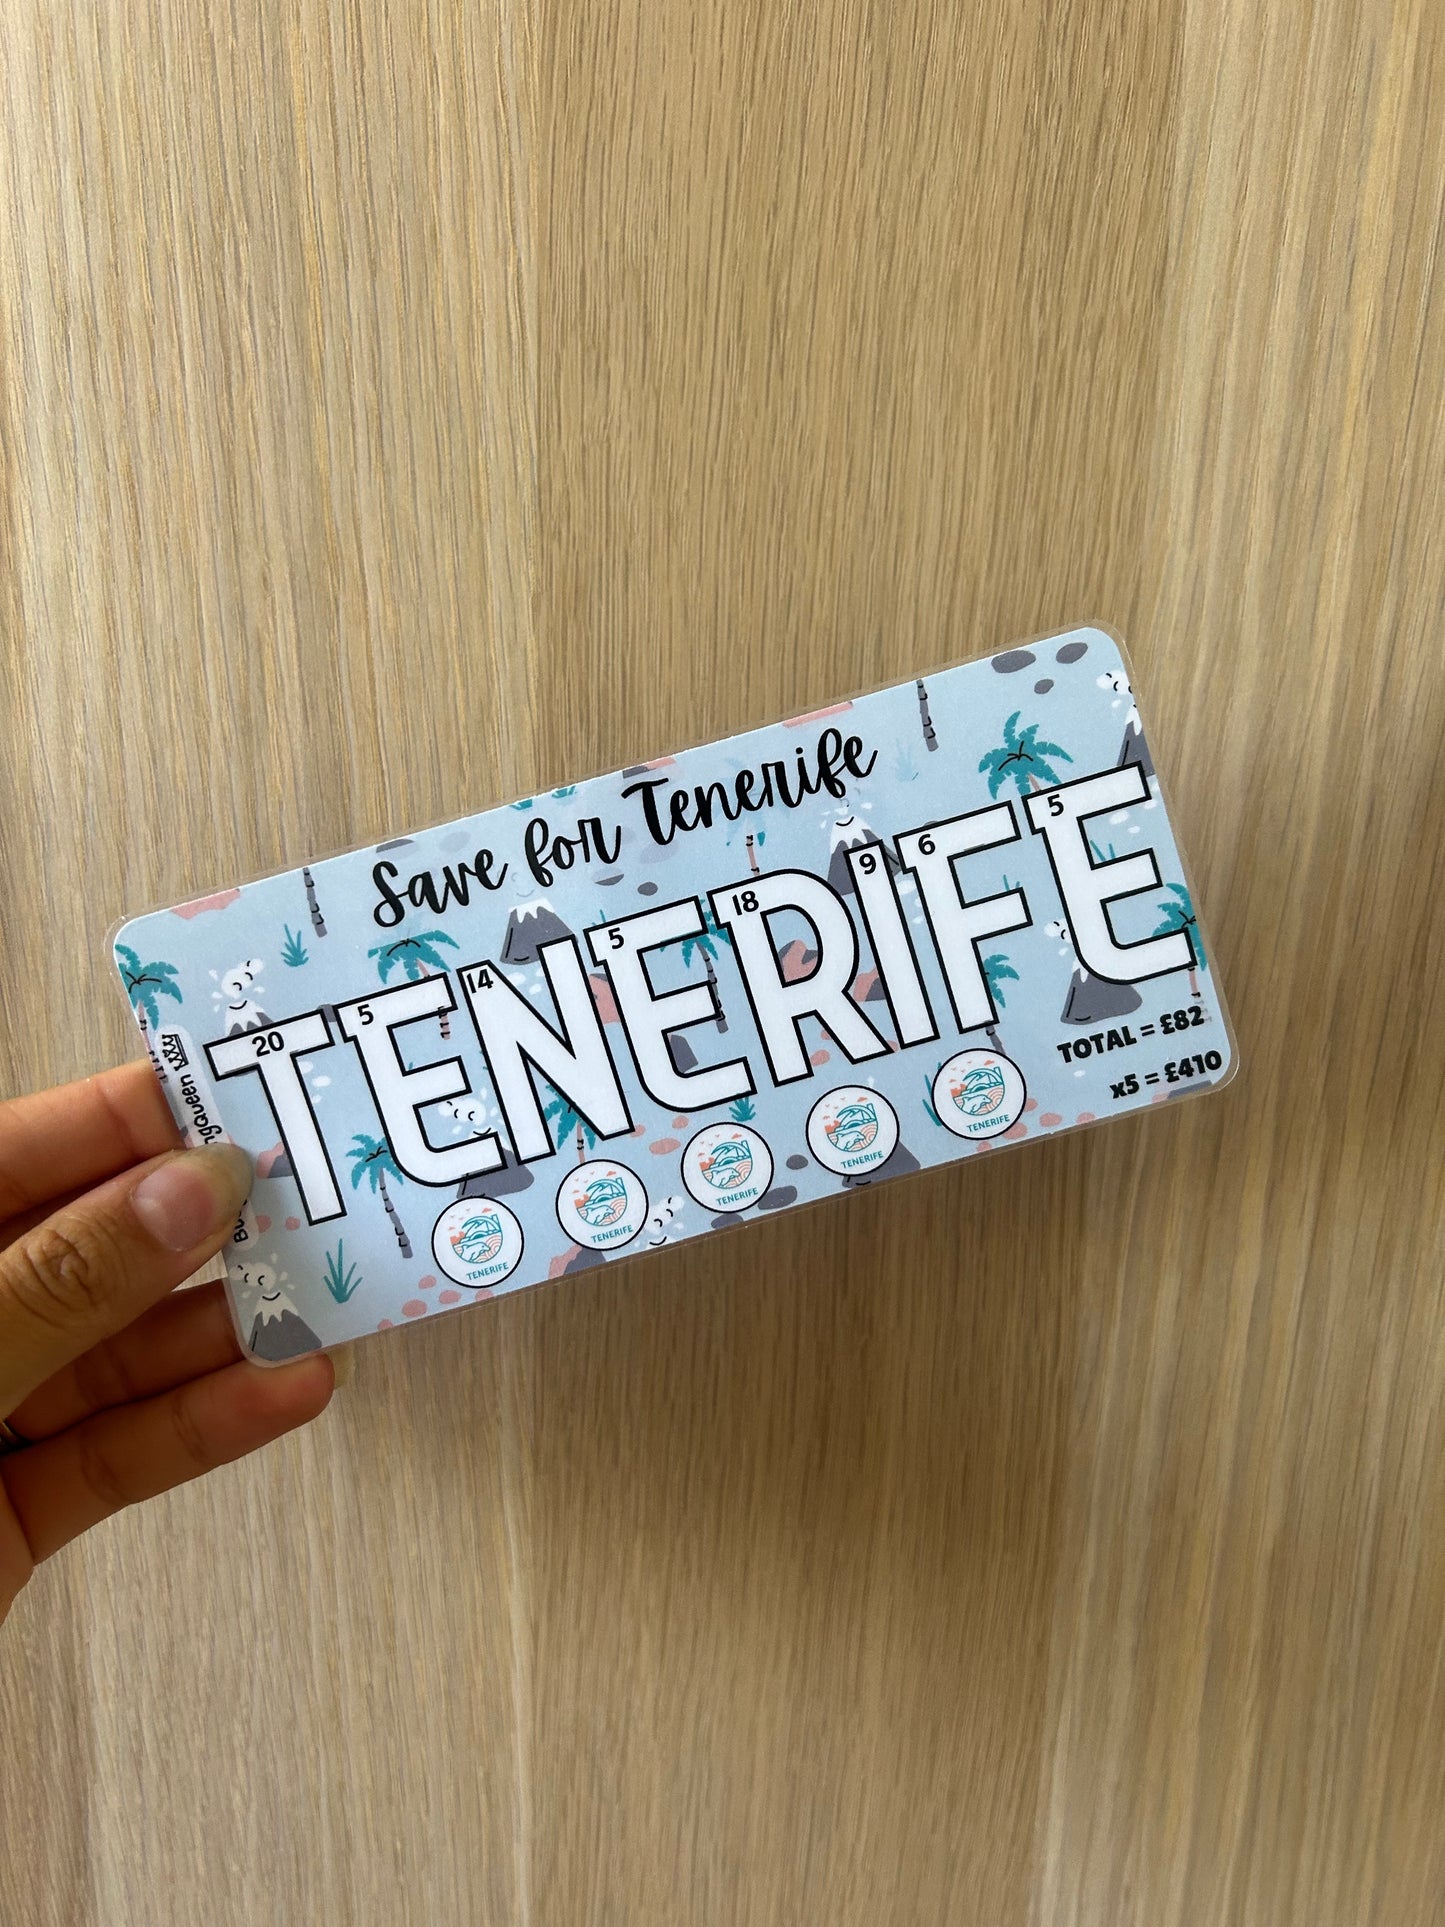 Save for Tenerife
20 5 14 5 18 9 6 5
TENERIFE
TOTAL = £82
x5 = £410
TENERIFE
TENERIFE
TENERIFE
TENERIFE
TENERIFE